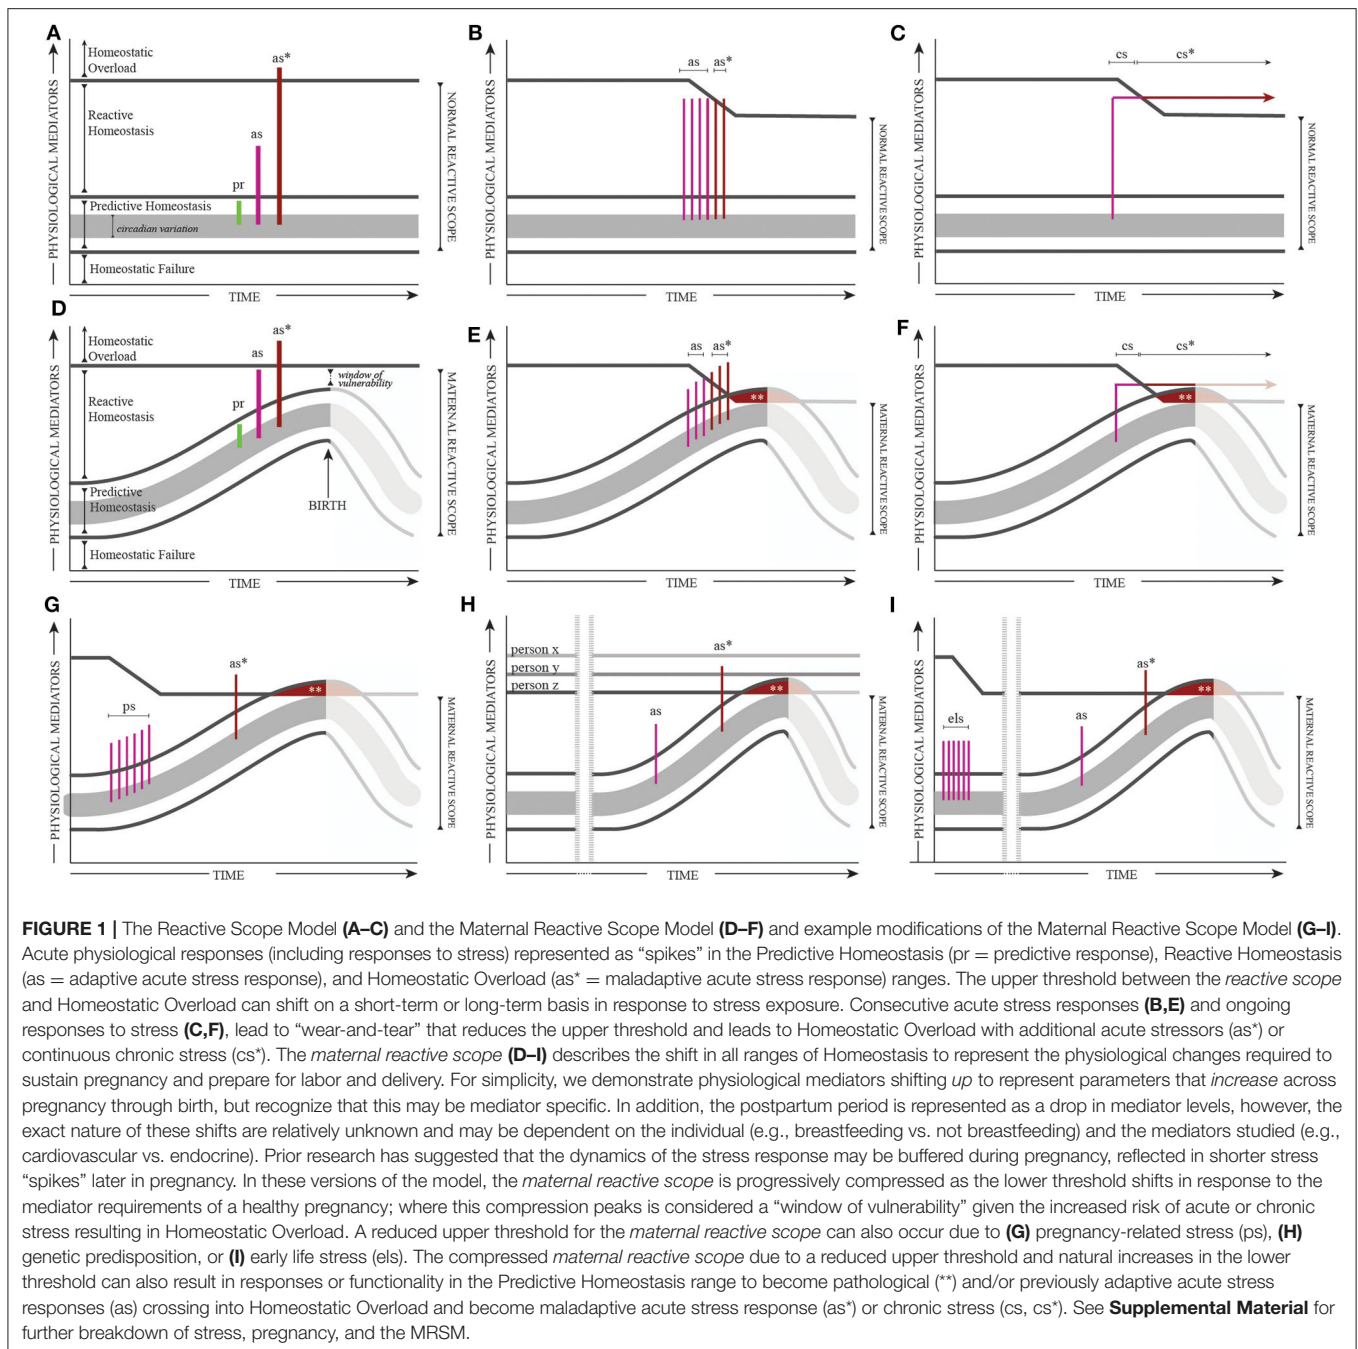 A
PHYSIOLOGICAL MEDIATORS
Homeostatic
Overload
Reactive
Homeostasis
Predictive Homeostasis
circadian variation
Homeostatic Failure
pr
as
as*
NORMAL REACTIVE SCOPE
TIME
B
PHYSIOLOGICAL MEDIATORS
as
as*
NORMAL REACTIVE SCOPE
TIME
C
PHYSIOLOGICAL MEDIATORS
cs
cs*
NORMAL REACTIVE SCOPE
TIME
D
PHYSIOLOGICAL MEDIATORS
Homeostatic
Overload
Reactive
Homeostasis
Predictive
Homeostasis
Homeostatic Failure
pr
as
as*
window of
vulnerability
BIRTH
MATERNAL REACTIVE SCOPE
TIME
E
PHYSIOLOGICAL MEDIATORS
as
as*
**
MATERNAL REACTIVE SCOPE
TIME
F
PHYSIOLOGICAL MEDIATORS
cs
cs*
**
MATERNAL REACTIVE SCOPE
TIME
G
PHYSIOLOGICAL MEDIATORS
ps
as*
**
MATERNAL REACTIVE SCOPE
TIME
H
PHYSIOLOGICAL MEDIATORS
person x
person y
person z
as
as*
**
MATERNAL REACTIVE SCOPE
TIME
I
PHYSIOLOGICAL MEDIATORS
els
as
as*
**
MATERNAL REACTIVE SCOPE
TIME
FIGURE 1 | The Reactive Scope Model (A–C) and the Maternal Reactive Scope Model (D–F) and example modifications of the Maternal Reactive Scope Model (G–I).
Acute physiological responses (including responses to stress) represented as “spikes” in the Predictive Homeostasis (pr = predictive response), Reactive Homeostasis
(as = adaptive acute stress response), and Homeostatic Overload (as* = maladaptive acute stress response) ranges. The upper threshold between the reactive scope
and Homeostatic Overload can shift on a short-term or long-term basis in response to stress exposure. Consecutive acute stress responses (B,E) and ongoing
responses to stress (C,F), lead to “wear-and-tear” that reduces the upper threshold and leads to Homeostatic Overload with additional acute stressors (as*) or
continuous chronic stress (cs*). The maternal reactive scope (D–I) describes the shift in all ranges of Homeostasis to represent the physiological changes required to
sustain pregnancy and prepare for labor and delivery. For simplicity, we demonstrate physiological mediators shifting up to represent parameters that increase across
pregnancy through birth, but recognize that this may be mediator specific. In addition, the postpartum period is represented as a drop in mediator levels, however, the
exact nature of these shifts are relatively unknown and may be dependent on the individual (e.g., breastfeeding vs. not breastfeeding) and the mediators studied (e.g.,
cardiovascular vs. endocrine). Prior research has suggested that the dynamics of the stress response may be buffered during pregnancy, reflected in shorter stress
“spikes” later in pregnancy. In these versions of the model, the maternal reactive scope is progressively compressed as the lower threshold shifts in response to the
mediator requirements of a healthy pregnancy; where this compression peaks is considered a “window of vulnerability” given the increased risk of acute or chronic
stress resulting in Homeostatic Overload. A reduced upper threshold for the maternal reactive scope can also occur due to (G) pregnancy-related stress (ps), (H)
genetic predisposition, or (I) early life stress (els). The compressed maternal reactive scope due to a reduced upper threshold and natural increases in the lower
threshold can also result in responses or functionality in the Predictive Homeostasis range to become pathological (**) and/or previously adaptive acute stress
responses (as) crossing into Homeostatic Overload and become maladaptive acute stress response (as*) or chronic stress (cs, cs*). See Supplemental Material for
further breakdown of stress, pregnancy, and the MRSM.